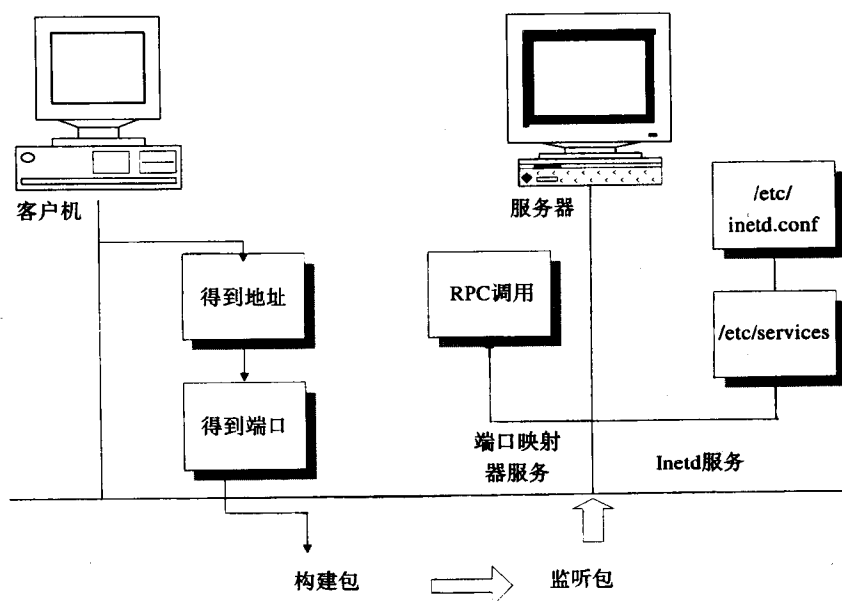 客户机
服务器
/etc/
inetd.conf
得到地址
RPC调用
/etc/services
得到端口
端口映射
器服务
Inetd服务
构建包
监听包